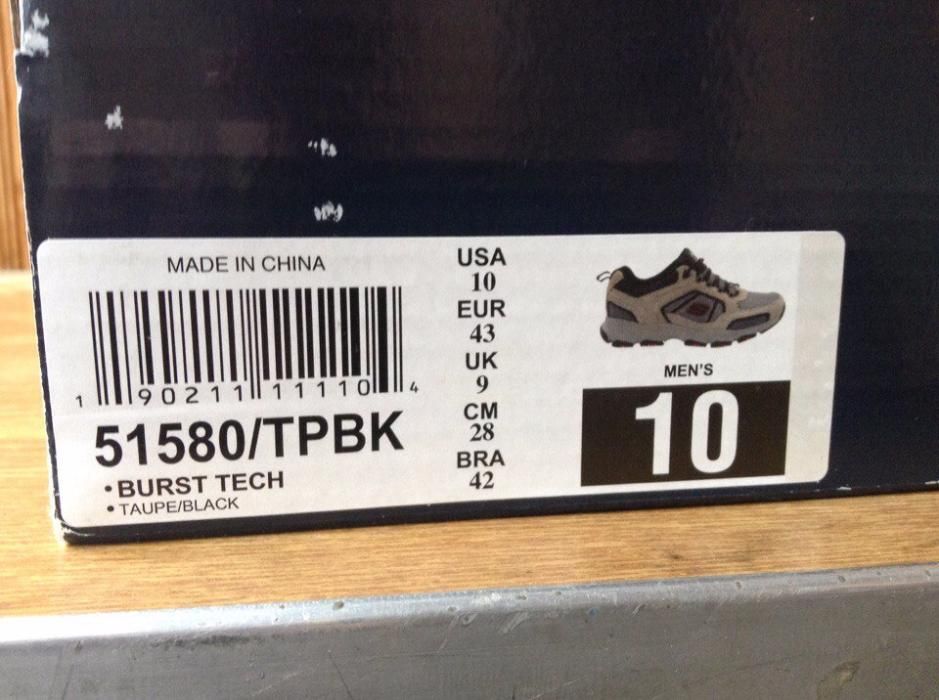 MADE IN CHINA
1 90211 11110 4
51580/TPBK
•BURST TECH
•TAUPE/BLACK
USA
10
EUR
43
UK
9
CM
28
BRA
42
MEN'S
10